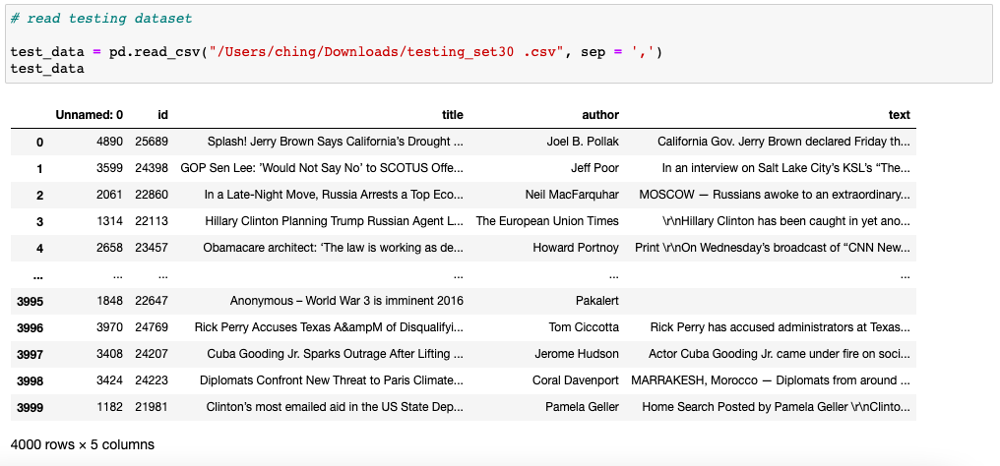 # read testing dataset
test_data = pd.read_csv("/Users/ching/Downloads/testing_set30 .csv", sep = ',')
test_data
Unnamed: 0 id title author text
0 4890 25689 Splash! Jerry Brown Says California’s Drought ... Joel B. Pollak California Gov. Jerry Brown declared Friday th...
1 3599 24398 GOP Sen Lee: ’Would Not Say No’ to SCOTUS Offe... Jeff Poor In an interview on Salt Lake City’s KSL’s “The...
2 2061 22860 In a Late-Night Move, Russia Arrests a Top Eco... Neil MacFarquhar MOSCOW — Russians awoke to an extraordinary...
3 1314 22113 Hillary Clinton Planning Trump Russian Agent L... The European Union Times \r\nHillary Clinton has been caught in yet ano...
4 2658 23457 Obamacare architect: ‘The law is working as de... Howard Portnoy Print \r\nOn Wednesday’s broadcast of “CNN New...
... ... ... ... ... ...
3995 1848 22647 Anonymous – World War 3 is imminent 2016 Pakalert
3996 3970 24769 Rick Perry Accuses Texas A&ampM of Disqualifyi... Tom Ciccotta Rick Perry has accused administrators at Texas...
3997 3408 24207 Cuba Gooding Jr. Sparks Outrage After Lifting ... Jerome Hudson Actor Cuba Gooding Jr. came under fire on soci...
3998 3424 24223 Diplomats Confront New Threat to Paris Climate... Coral Davenport MARRAKESH, Morocco — Diplomats from around ...
3999 1182 21981 Clinton’s most emailed aid in the US State Dep... Pamela Geller Home Search Posted by Pamela Geller \r\nClinto...
4000 rows × 5 columns